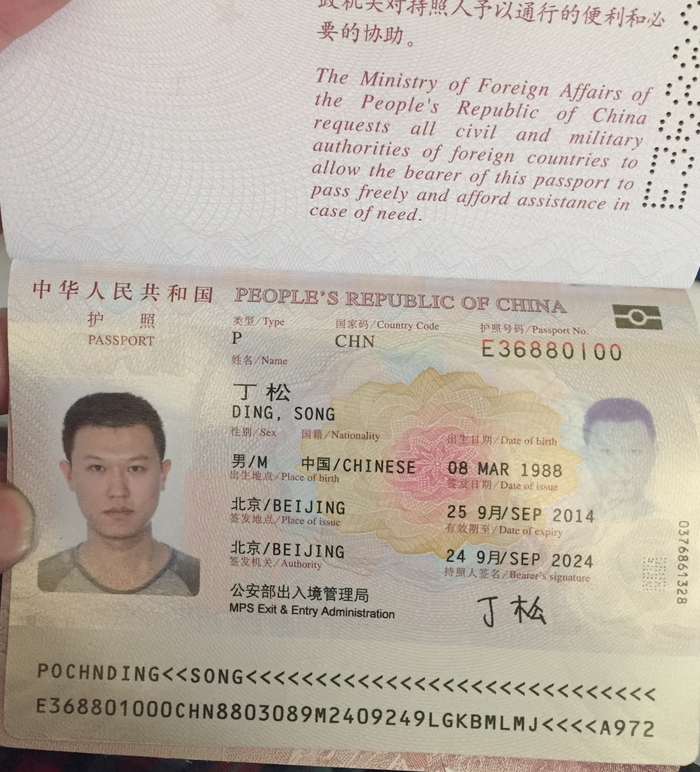 政机关对持照人予以通行的便利和必
要的协助。
The Ministry of Foreign Affairs of
the People's Republic of China
requests all civil and military
authorities of foreign countries to
allow the bearer of this passport to
pass freely and afford assistance in
case of need.
中华人民共和国 PEOPLE'S REPUBLIC OF CHINA
护 照
PASSPORT
类型/Type 国家码/Country Code 护照号码/Passport No.
P CHN E36880100
姓名/Name
丁松
DING, SONG
性别/Sex 国籍/Nationality 出生日期/Date of birth
男/M 中国/CHINESE 08 MAR 1988
出生地点/Place of birth 签发日期/Date of issue
北京/BEIJING 25 9月/SEP 2014
签发地点/Place of issue 有效期至/Date of expiry
北京/BEIJING 24 9月/SEP 2024
签发机关/Authority 持照人签名/Bearer's signature
公安部出入境管理局
MPS Exit & Entry Administration
丁松
0376861328
POCHNDING<<SONG<<<<<<<<<<<<<<<<<<<<<<<<<<<<<
E368801000CHN8803089M2409249LGKBMLMJ<<<<A972